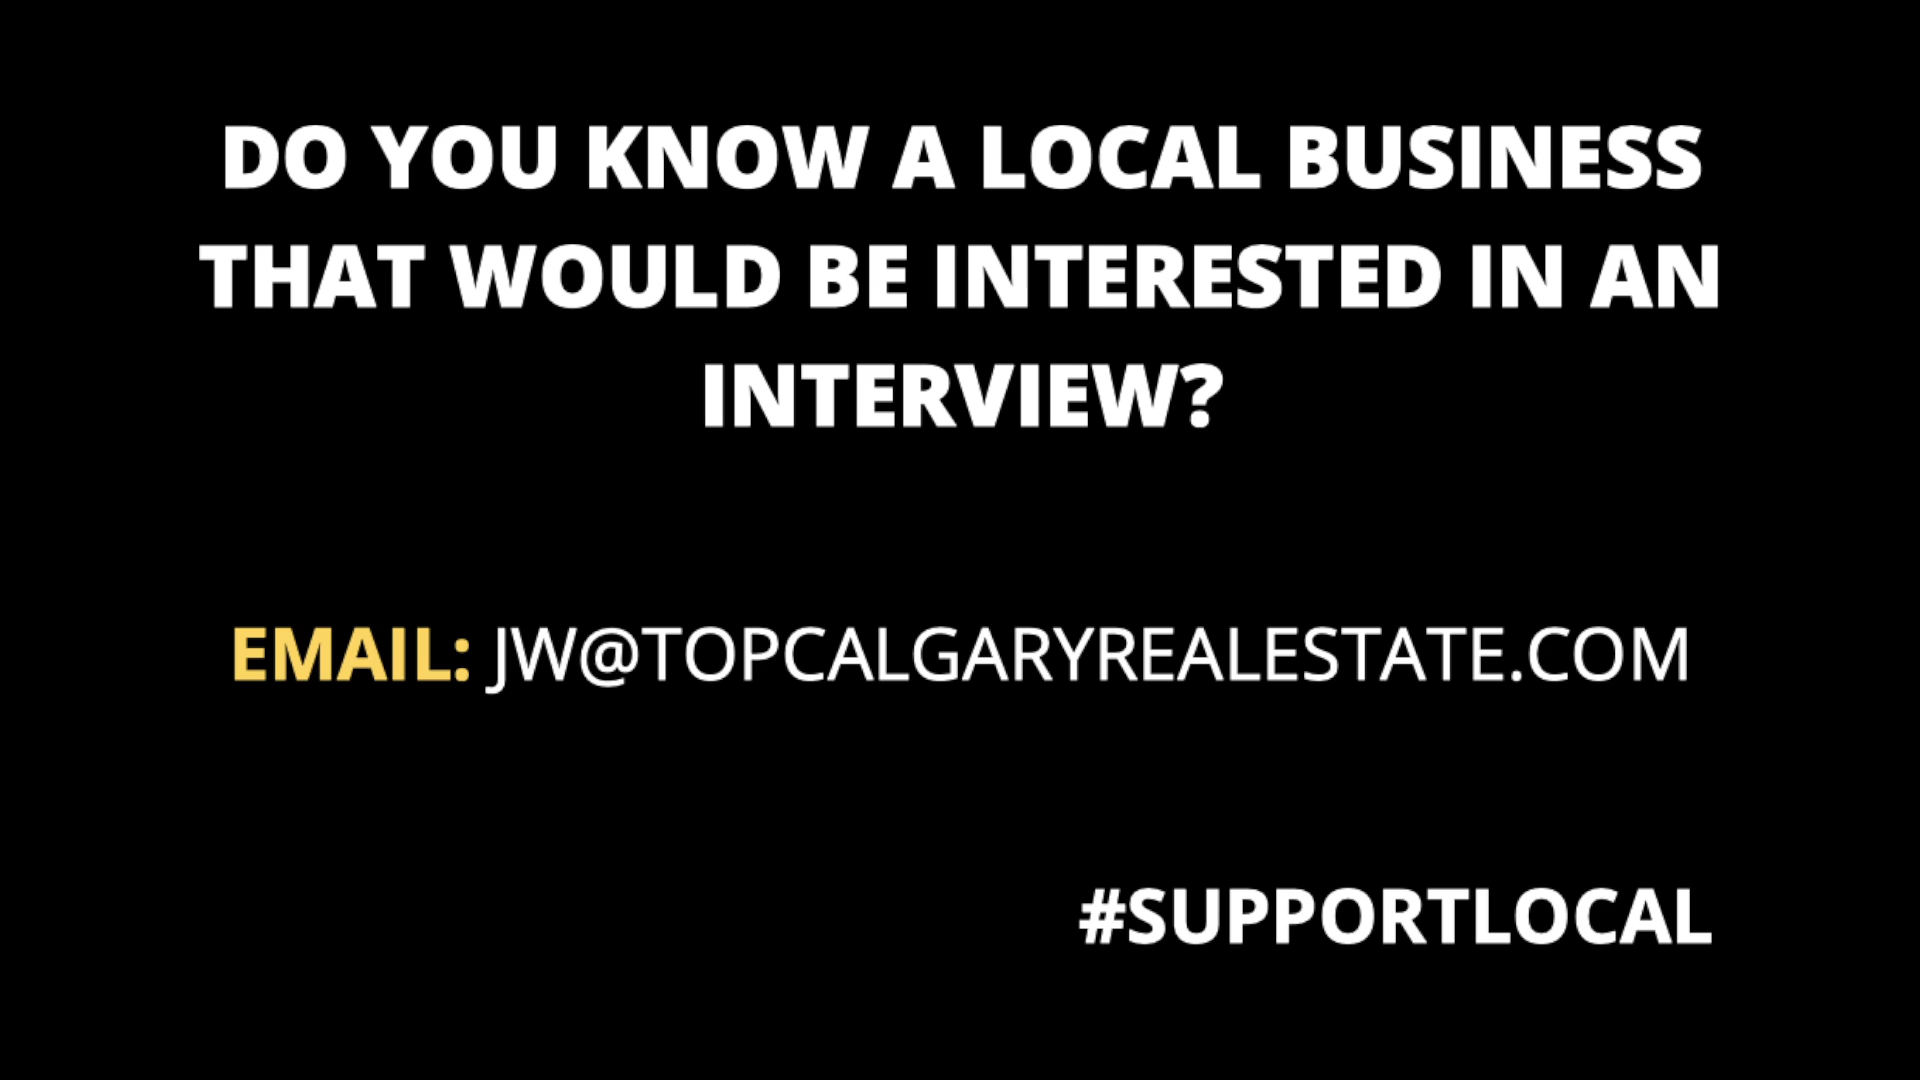 DO YOU KNOW A LOCAL BUSINESS
THAT WOULD BE INTERESTED IN AN
INTERVIEW?
EMAIL: JW@TOPCALGARYREALESTATE.COM
#SUPPORTLOCAL